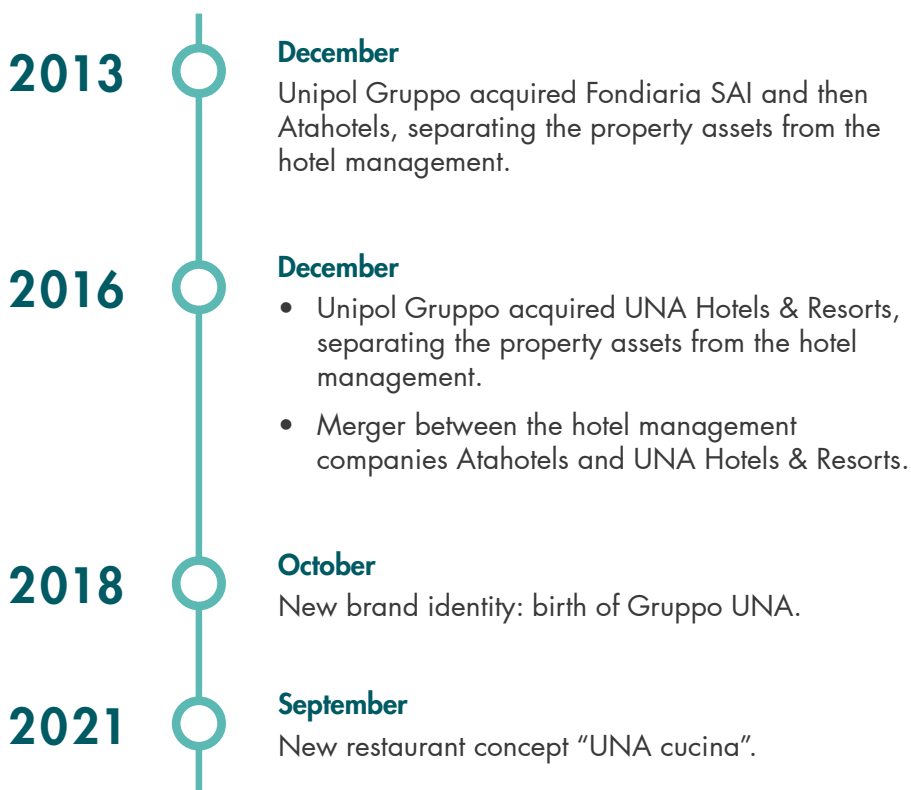 2013
December
Unipol Gruppo acquired Fondiaria SAI and then
Atahotels, separating the property assets from the
hotel management.
2016
December
• Unipol Gruppo acquired UNA Hotels & Resorts,
separating the property assets from the hotel
management.
• Merger between the hotel management
companies Atahotels and UNA Hotels & Resorts.
2018
October
New brand identity: birth of Gruppo UNA.
2021
September
New restaurant concept “UNA cucina”.